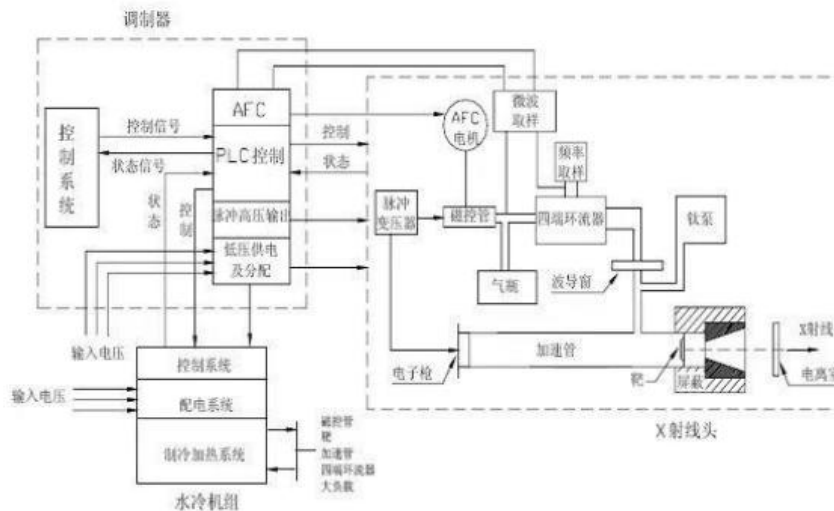 调制器
AFC
控制系统
控制信号
状态信号
PLC控制
控制
状态
状态
控制
脉冲高压输出
低压供电
及分配
输入电压
微波
取样
AFC
电机
频率
取样
脉冲
变压器
磁控管
四端环流器
钛泵
气瓶
波导窗
加速管
电子枪
靶
屏蔽
X射线
电离室
X射线头
控制系统
输入电压
配电系统
制冷加热系统
磁控管
靶
加速管
四端环流器
大负载
水冷机组